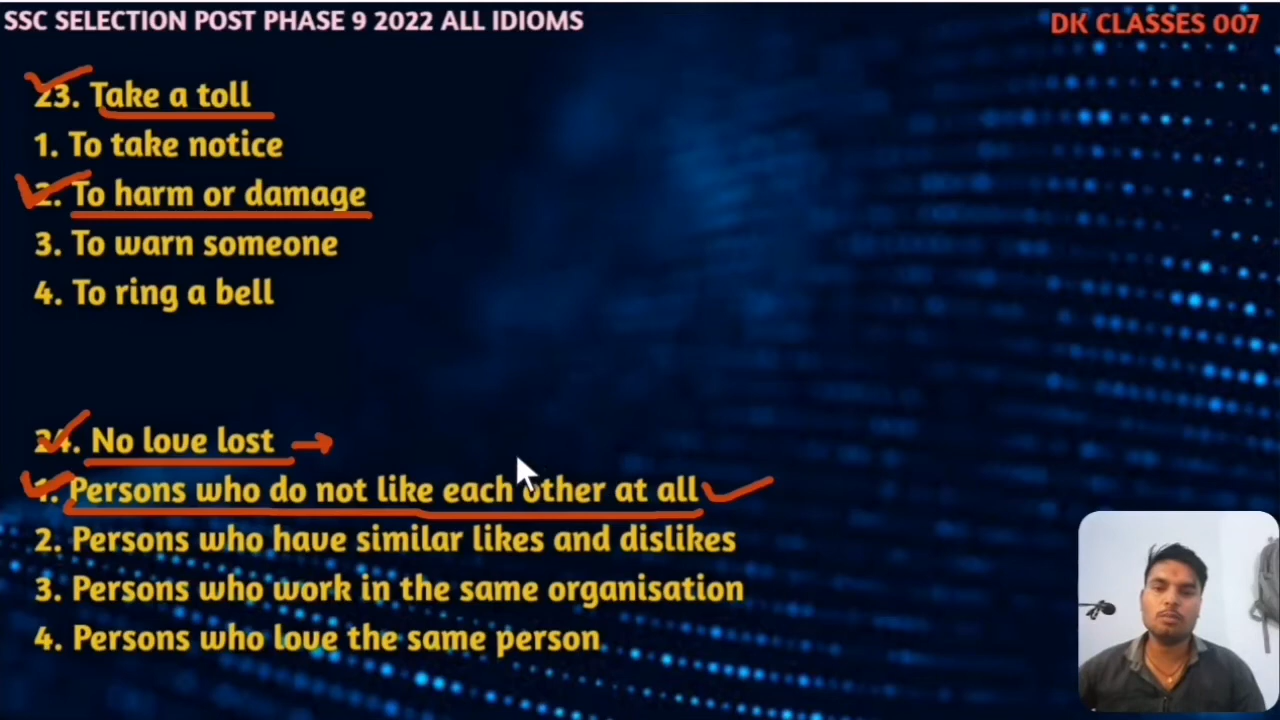 SSC SELECTION POST PHASE 9 2022 ALL IDIOMS
DK CLASSES 007
23. Take a toll
1. To take notice
2. To harm or damage
3. To warn someone
4. To ring a bell
24. No love lost
1. Persons who do not like each other at all
2. Persons who have similar likes and dislikes
3. Persons who work in the same organisation
4. Persons who love the same person